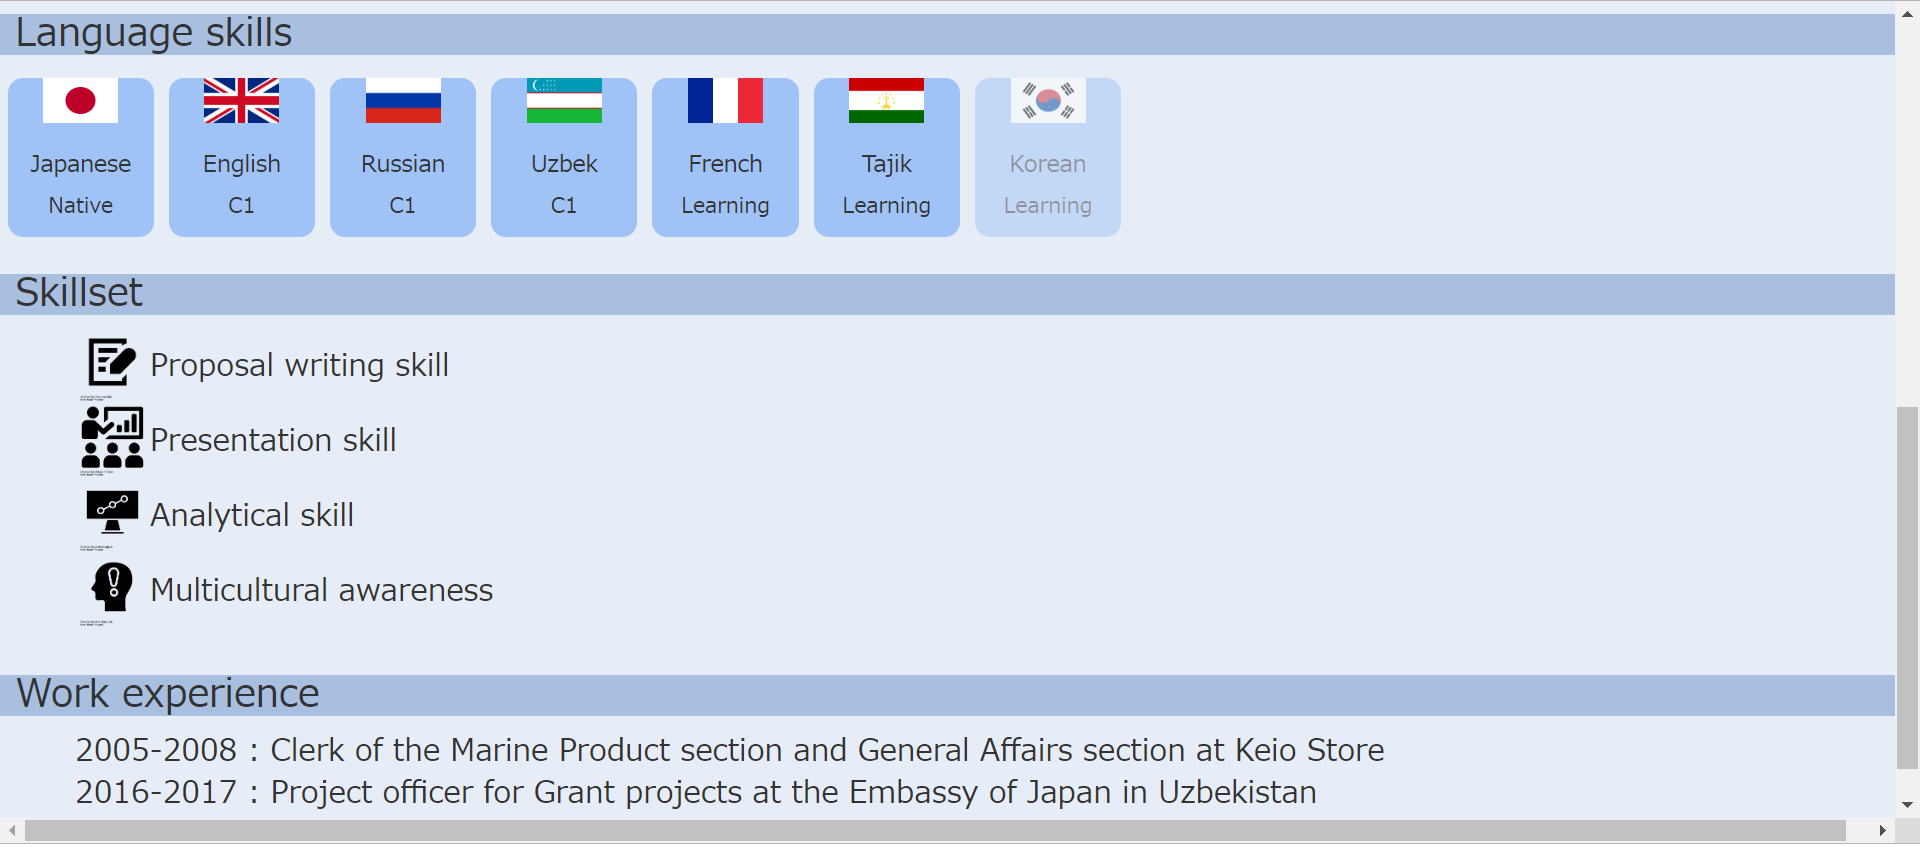 Language skills
Japanese English Russian Uzbek French Tajik Korean
Native C1 C1 C1 Learning Learning Learning
Skillset
Proposal writing skill
Presentation skill
Analytical skill
Multicultural awareness
Work experience
2005-2008 : Clerk of the Marine Product section and General Affairs section at Keio Store
2016-2017 : Project officer for Grant projects at the Embassy of Japan in Uzbekistan